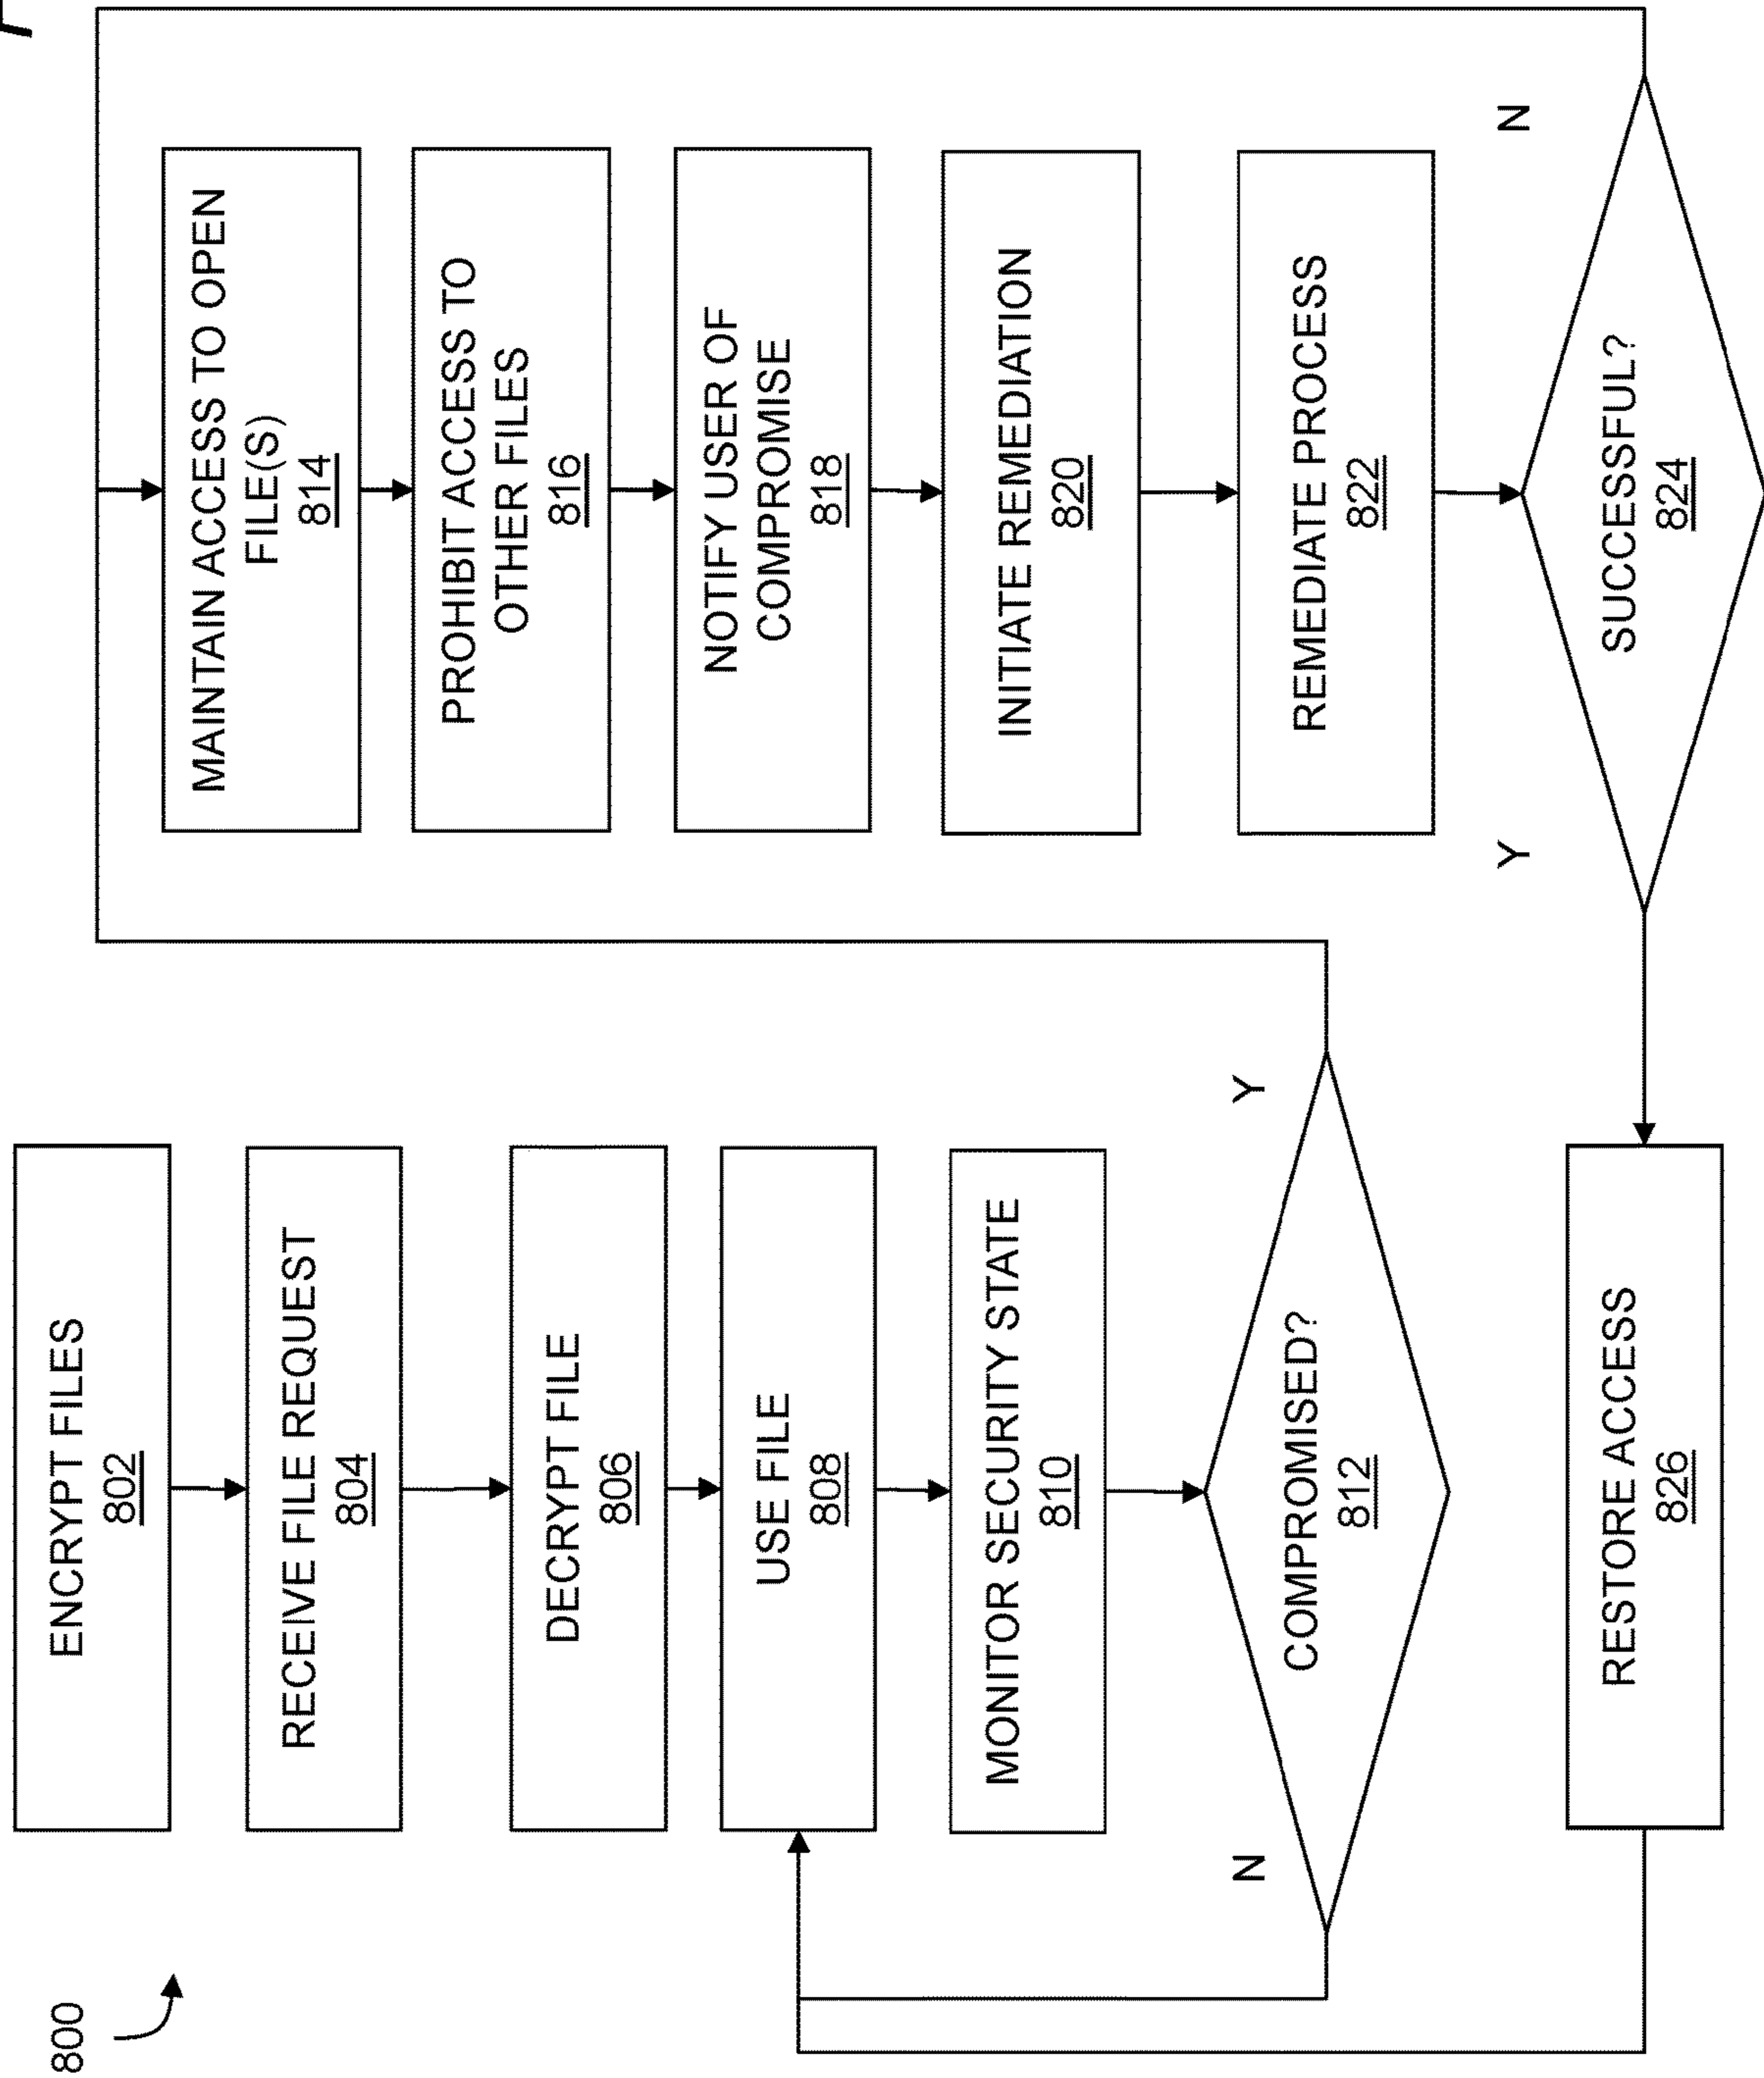 800
ENCRYPT FILES
802
RECEIVE FILE REQUEST
804
DECRYPT FILE
806
USE FILE
808
MONITOR SECURITY STATE
810
COMPROMISED?
812
N
Y
MAINTAIN ACCESS TO OPEN
FILE(S)
814
PROHIBIT ACCESS TO
OTHER FILES
816
NOTIFY USER OF
COMPROMISE
818
INITIATE REMEDIATION
820
REMEDIATE PROCESS
822
SUCCESSFUL?
824
Y
N
RESTORE ACCESS
826